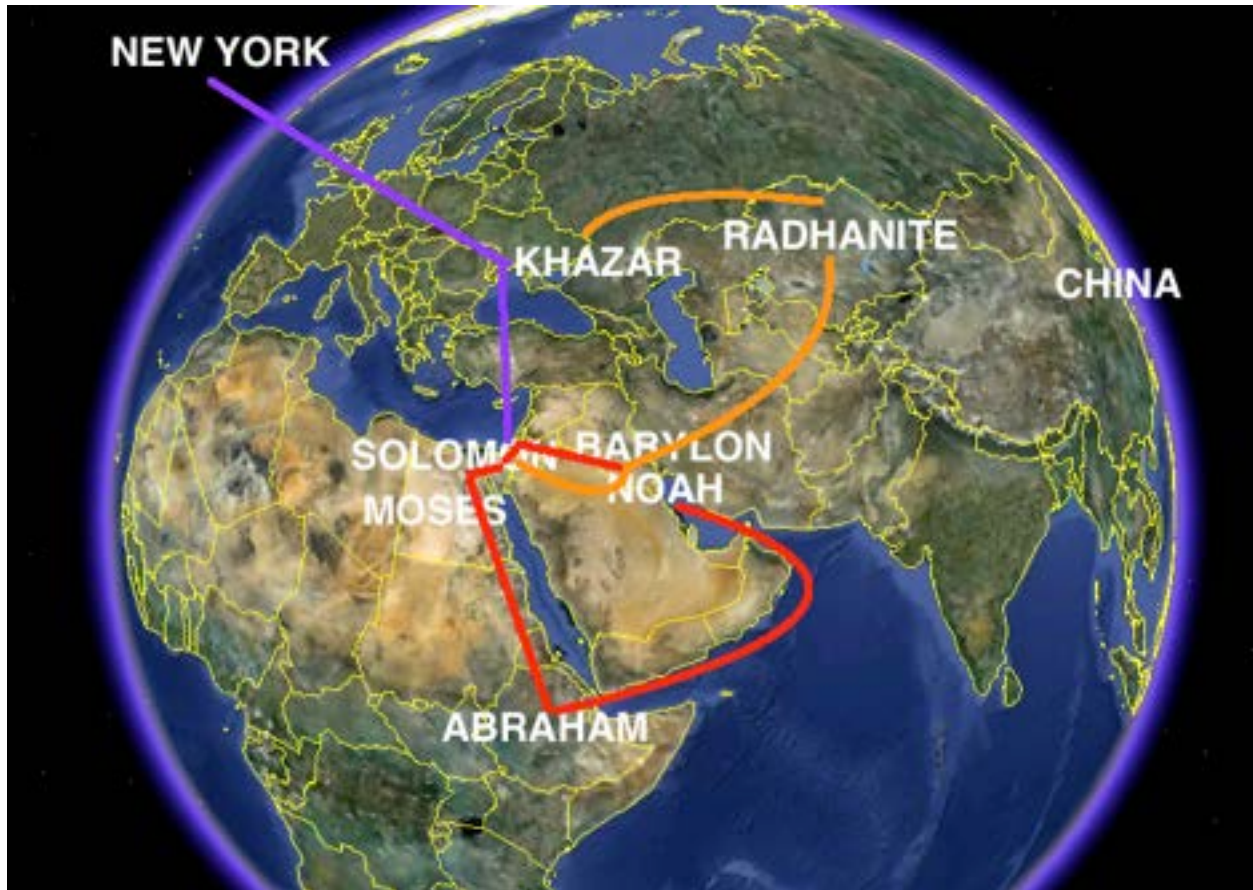 NEW YORK
RADHANITE
KHAZAR
CHINA
SOLOMON
BABYLON
NOAH
MOSES
ABRAHAM